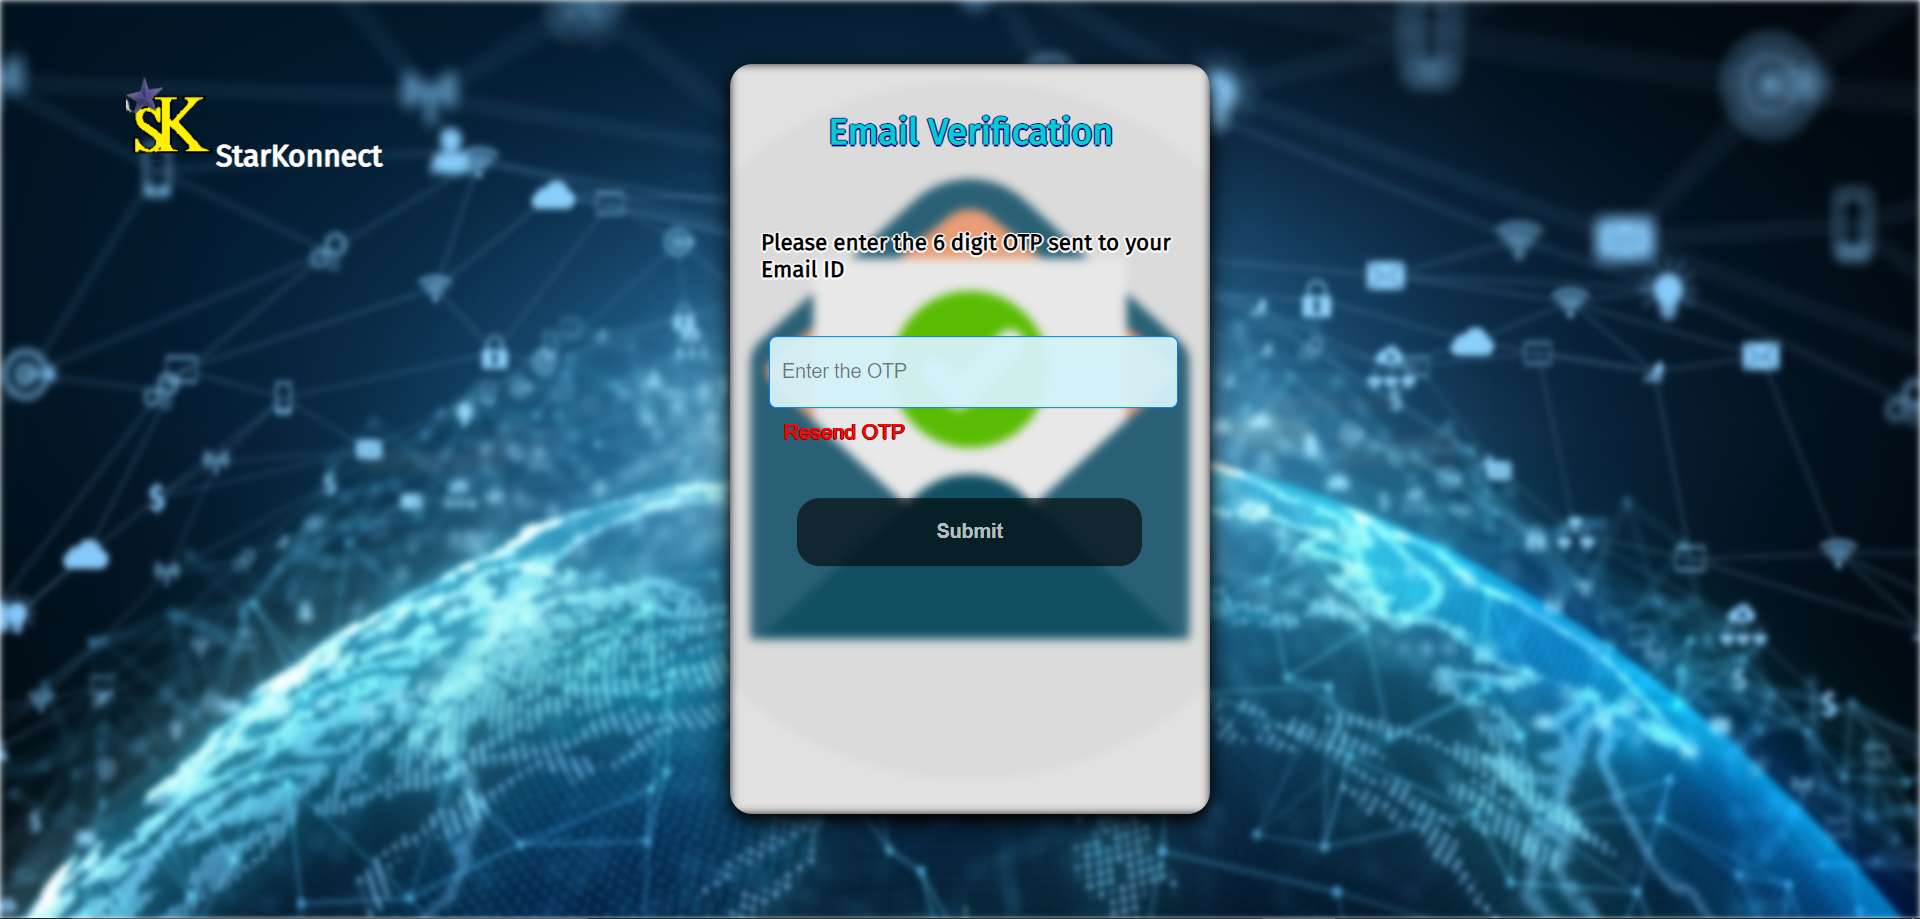 SK
StarKonnect
Email Verification
Please enter the 6 digit OTP sent to your
Email ID
Enter the OTP
Resend OTP
Submit